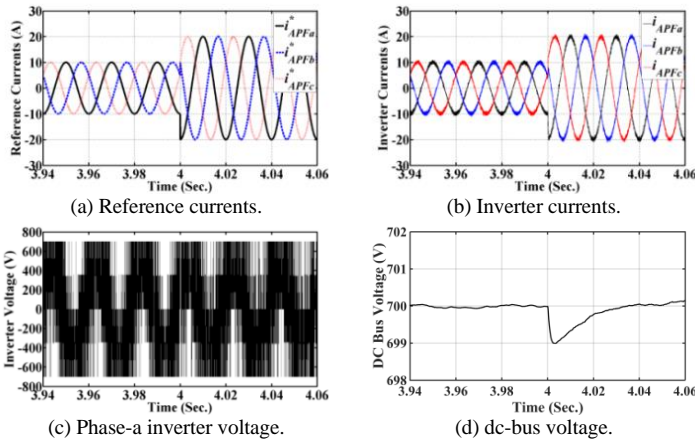 30
20
10
0
-10
-20
-30
Reference Currents (A)
i*APFa
i*APFb
i*APFc
3.94 3.96 3.98 4 4.02 4.04 4.06
Time (Sec.)
(a) Reference currents.
30
20
10
0
-10
-20
-30
Inverter Currents (A)
iAPFa
iAPFb
iAPFc
3.94 3.96 3.98 4 4.02 4.04 4.06
Time (Sec.)
(b) Inverter currents.
800
600
400
200
0
-200
-400
-600
-800
Inverter Voltage (V)
3.94 3.96 3.98 4 4.02 4.04 4.06
Time (Sec.)
(c) Phase-a inverter voltage.
702
701
700
699
698
DC Bus Voltage (V)
3.94 3.96 3.98 4 4.02 4.04 4.06
Time (Sec.)
(d) dc-bus voltage.